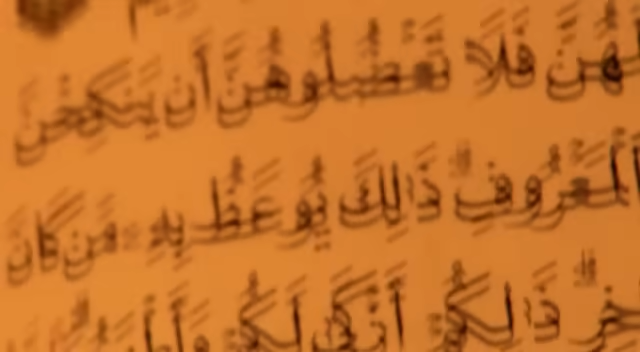 لَهُنَّ فَلَا تَعْضُلُوهُنَّ أَن يَنكِحْنَ
ٱلْمَعْرُوفِ ۗ ذَٰلِكَ يُوعَظُ بِهِۦ مَن كَانَ
خِرِ ۗ ذَٰلِكُمْ أَزْكَىٰ لَكُمْ